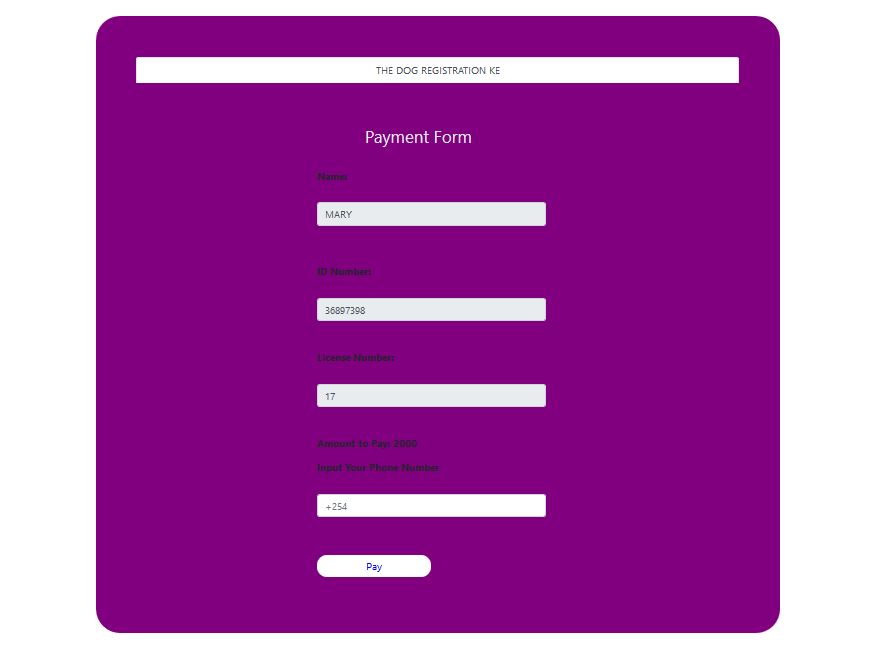 THE DOG REGISTRATION KE
Payment Form
Name:
MARY
ID Number:
36897398
License Number:
17
Amount to Pay: 2000
Input Your Phone Number
+254
Pay